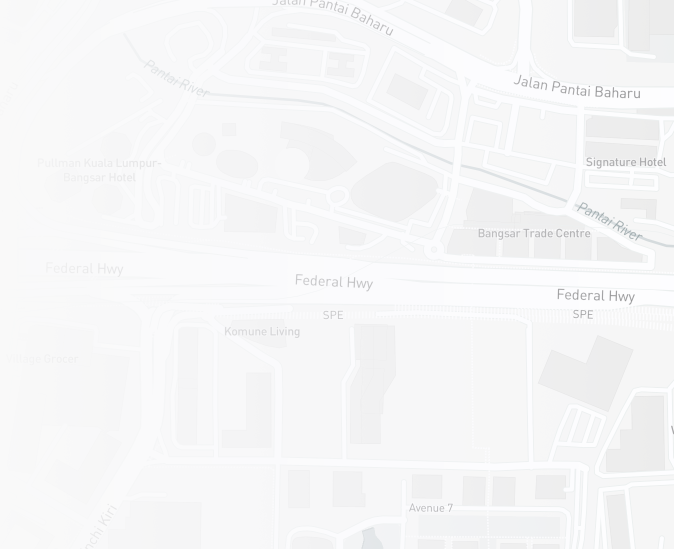 Jalan Pantai Baharu
Pantai River
Jalan Pantai Baharu
Signature Hotel
Pullman Kuala Lumpur
Bangsar Hotel
Pantai River
Bangsar Trade Centre
Federal Hwy
Federal Hwy
Federal Hwy
SPE
SPE
Komune Living
Avenue 7